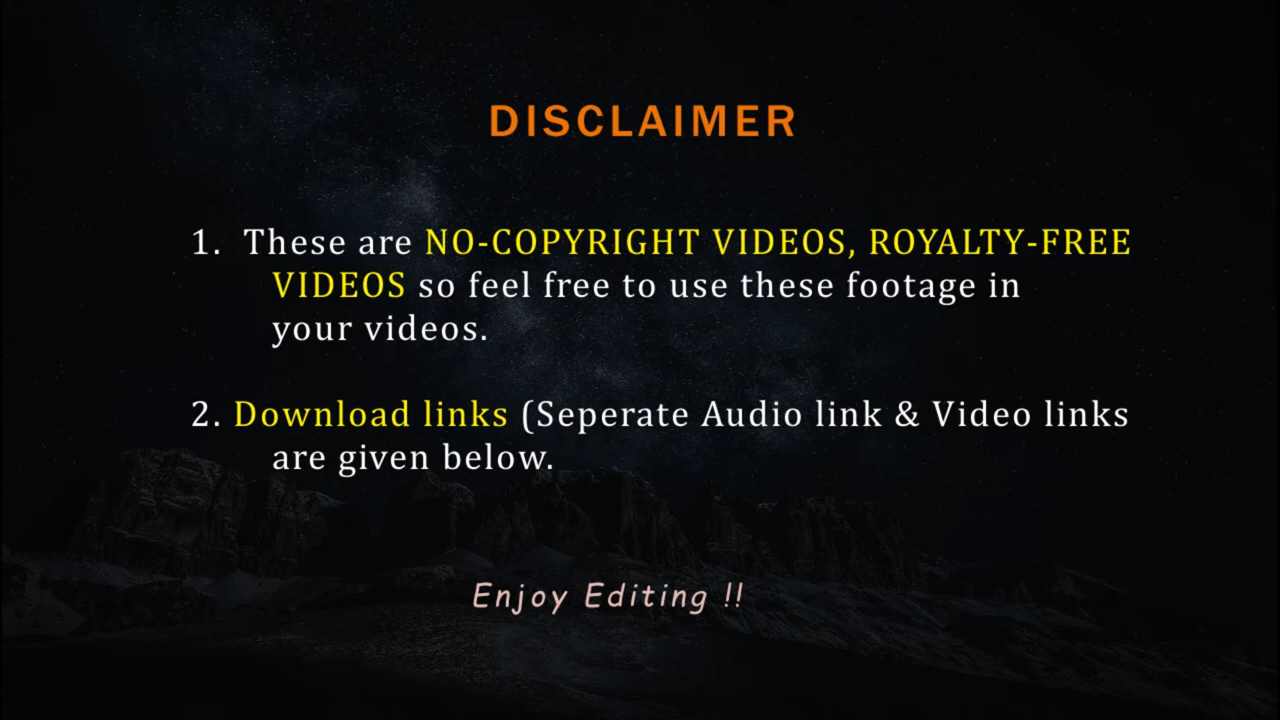 DISCLAIMER
1. These are NO-COPYRIGHT VIDEOS, ROYALTY-FREE
VIDEOS so feel free to use these footage in
your videos.
2. Download links (Seperate Audio link & Video links
are given below.
Enjoy Editing !!